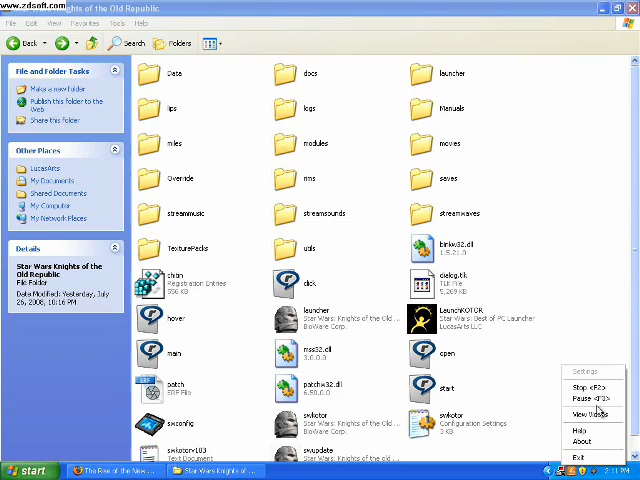 www.zdsoft.com
Knights of the Old Republic
File Edit View Favorites Tools Help
Back Search Folders
File and Folder Tasks
Make a new folder
Publish this folder to the
Web
Share this folder
Other Places
LucasArts
My Documents
Shared Documents
My Computer
My Network Places
Details
Star Wars Knights of the
Old Republic
File Folder
Date Modified: Yesterday, July
26, 2008, 10:16 PM
Data docs launcher
lips logs Manuals
miles modules movies
Override rims saves
streammusic streamsounds streamwaves
TexturePacks utils
binkw32.dll
1.5.21.0
chitin
Registration Entries
556 KB
click
dialog.tlk
TLK File
5,269 KB
hover
launcher
Star Wars: Knights of the Old ...
BioWare Corp.
LaunchKOTOR
Star Wars: Best of PC Launcher
LucasArts LLC
main
mss32.dll
3.0.0.0
open
patch
ERF File
patchw32.dll
6.50.0.0
start
swconfig
swkotor
Star Wars: Knights of the Old ...
BioWare Corp.
swkotor
Configuration Settings
3 KB
swkotorv103
Text Document
swupdate
Settings
Stop <F2>
Pause <F3>
View Videos
Help
About
Exit
start
The Rise of the New ...
Star Wars Knights of ...
2:11 PM